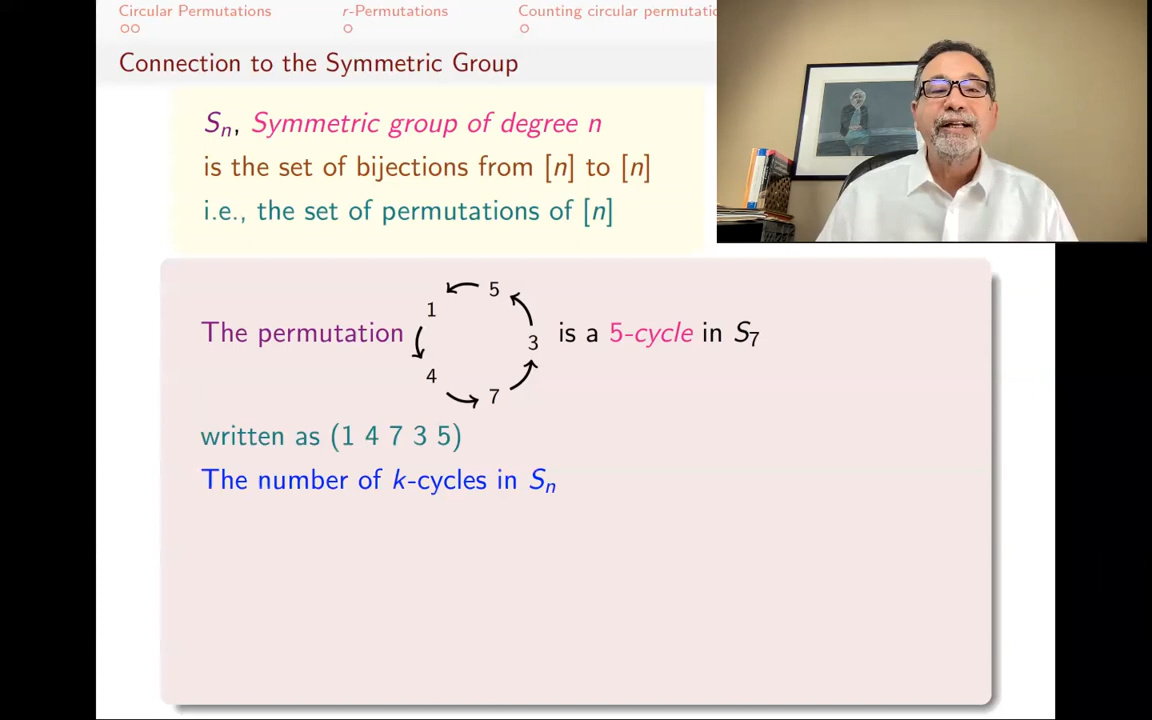 Circular Permutations r-Permutations Counting circular
Connection to the Symmetric Group
Sₙ, Symmetric group of degree n
is the set of bijections from [n] to [n]
i.e., the set of permutations of [n]
5
1
The permutation 3 is a 5-cycle in S₇
4
7
written as (1 4 7 3 5)
The number of k-cycles in Sₙ